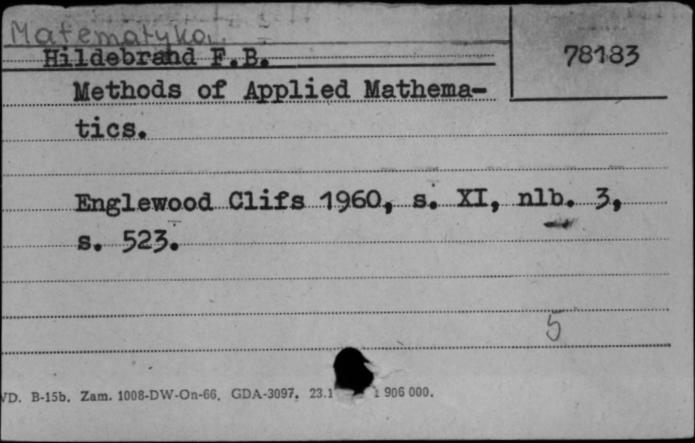 Matematyka
Hildebrand F.B.
78183
Methods of Applied Mathema-
tics.
Englewood Clifs 1960, s. XI, nlb. 3,
s. 523.
5
VD. B-15b. Zam. 1008-DW-On-66. GDA-3097. 23.1 1 906 000.